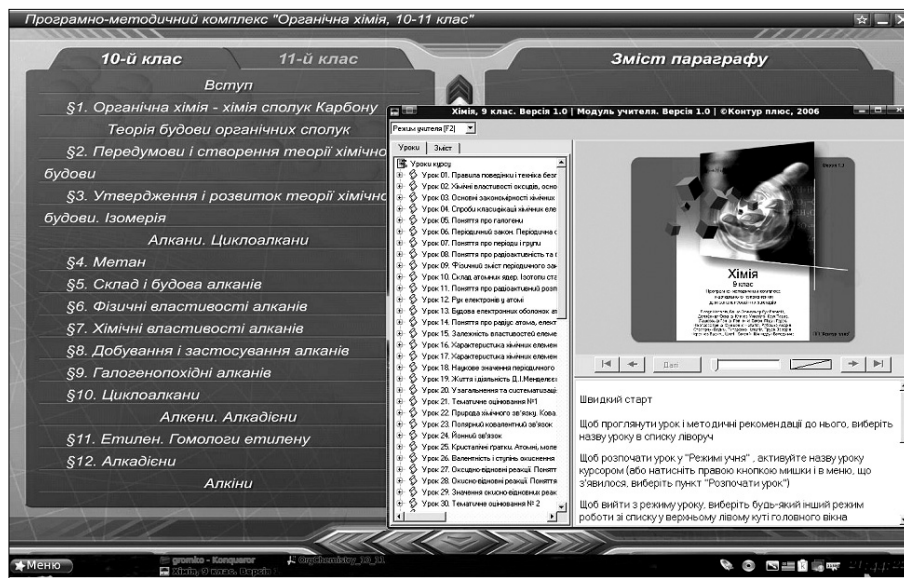 Програмно-методичний комплекс "Органічна хімія, 10-11 клас"
10-й клас
11-й клас
Зміст параграфу
Вступ
§1. Органічна хімія - хімія сполук Карбону
Теорія будови органічних сполук
§2. Передумови і створення теорії хімічно
будови
§3. Утвердження і розвиток теорії хімічно
будови. Ізомерія
Алкани. Циклоалкани
§4. Метан
§5. Склад і будова алканів
§6. Фізичні властивості алканів
§7. Хімічні властивості алканів
§8. Добування і застосування алканів
§9. Галогенопохідні алканів
§10. Циклоалкани
Алкени. Алкадієни
§11. Етилен. Гомологи етилену
§12. Алкадієни
Алкіни
Хімія, 9 клас. Версія 1.0 | Модуль учителя. Версія 1.0 | ©Контур плюс, 2006
Режим учителя [F2]
Уроки
Зміст
Уроки курсу
Урок 01. Правила поведінки і техніка безп
Урок 02. Хімічні властивості оксидів, осно
Урок 03. Основні закономірності хімічних
Урок 04. Спроби класифікації хімічних еле
Урок 05. Поняття про галогени
Урок 06. Періодичний закон. Періодична с
Урок 07. Поняття про періоди і групи
Урок 08. Поняття про радіоактивність та
Урок 09. Фізичний зміст періодичного зак
Урок 10. Склад атомних ядер. Ізотопи ста
Урок 11. Поняття про радіоактивний розп
Урок 12. Рух електронів у атомі
Урок 13. Будова електронних оболонок ат
Урок 14. Поняття про радіус атома, елект
Урок 15. Залежність властивостей елеме
Урок 16. Характеристика хімічних елемен
Урок 17. Характеристика хімічних елемен
Урок 18. Наукове значення періодичного
Урок 19. Життя і діяльність Д.І.Менделєє
Урок 20. Узагальнення та систематизаці
Урок 21. Тематичне оцінювання №1
Урок 22. Природа хімічного зв'язку. Кова
Урок 23. Полярний ковалентний зв'язок
Урок 24. Йонний зв'язок
Урок 25. Кристалічні ґратки. Атомні, моле
Урок 26. Валентність і ступінь окиснення
Урок 27. Окисно-відновні реакції. Понятт
Урок 28. Окисно-відновні реакції. Поняття
Урок 29. Значення окисно-відновних реак
Урок 30. Тематичне оцінювання № 2
Хімія
9 клас
Далі
Швидкий старт
Щоб проглянути урок і методичні рекомендації до нього, виберіть
назву уроку в списку ліворуч
Щоб розпочати урок у "Режимі учня" , активуйте назву уроку
курсором (або натисніть правою кнопкою мишки і в меню, що
з'явилося, виберіть пункт "Розпочати урок")
Щоб вийти з режиму уроку, виберіть будь-який інший режим
роботи зі списку у верхньому лівому куті головного вікна
Меню
gromko - Konqueror
Хімія, 9 клас. Версія
OrgChemistry_10_11